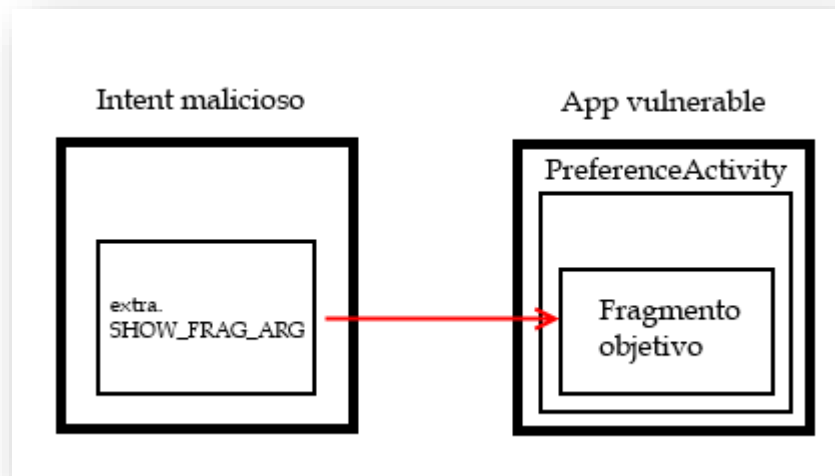 Intent malicioso
App vulnerable
PreferenceActivity
extra.
SHOW_FRAG_ARG
Fragmento
objetivo